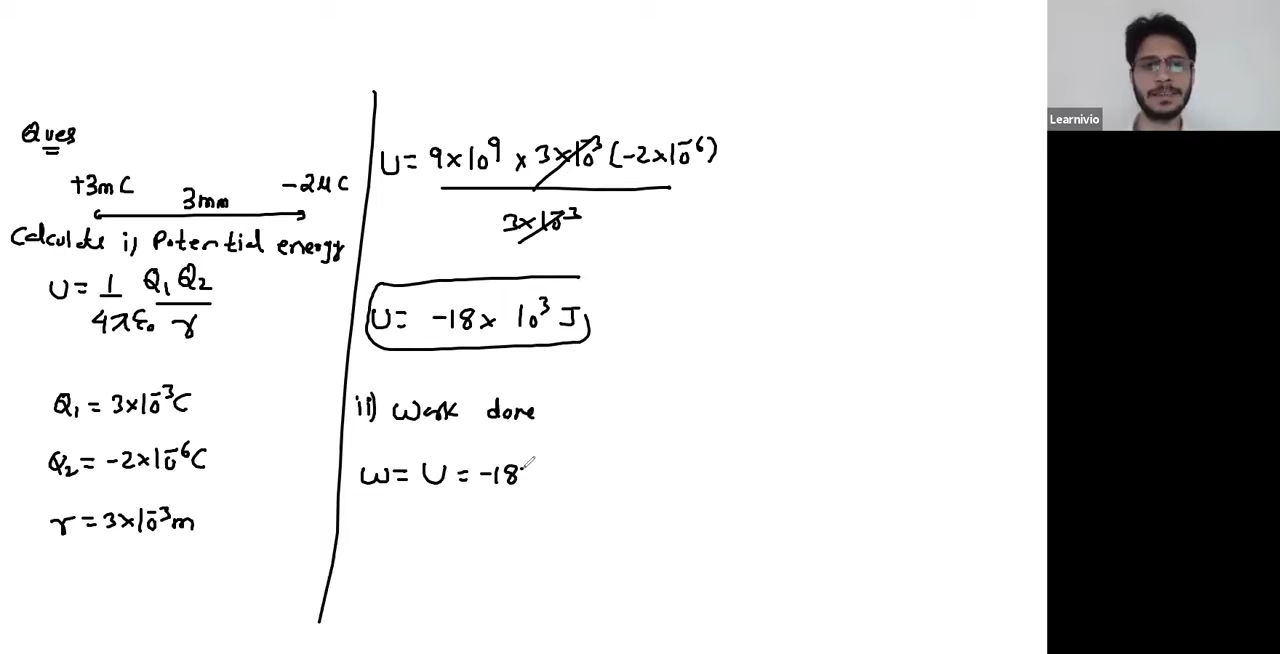 Ques
+3mC -2μC
3mm
Calculate i) Potential energy
U = 1/4πε₀ Q₁Q₂/r
Q₁ = 3×10⁻³C
Q₂ = -2×10⁻⁶C
r = 3×10⁻³m
U = 9×10⁹ × 3×10⁻³ (-2×10⁻⁶)
3×10⁻³
U = -18× 10³ J
ii) Work done
W = U = -18
Learnivio